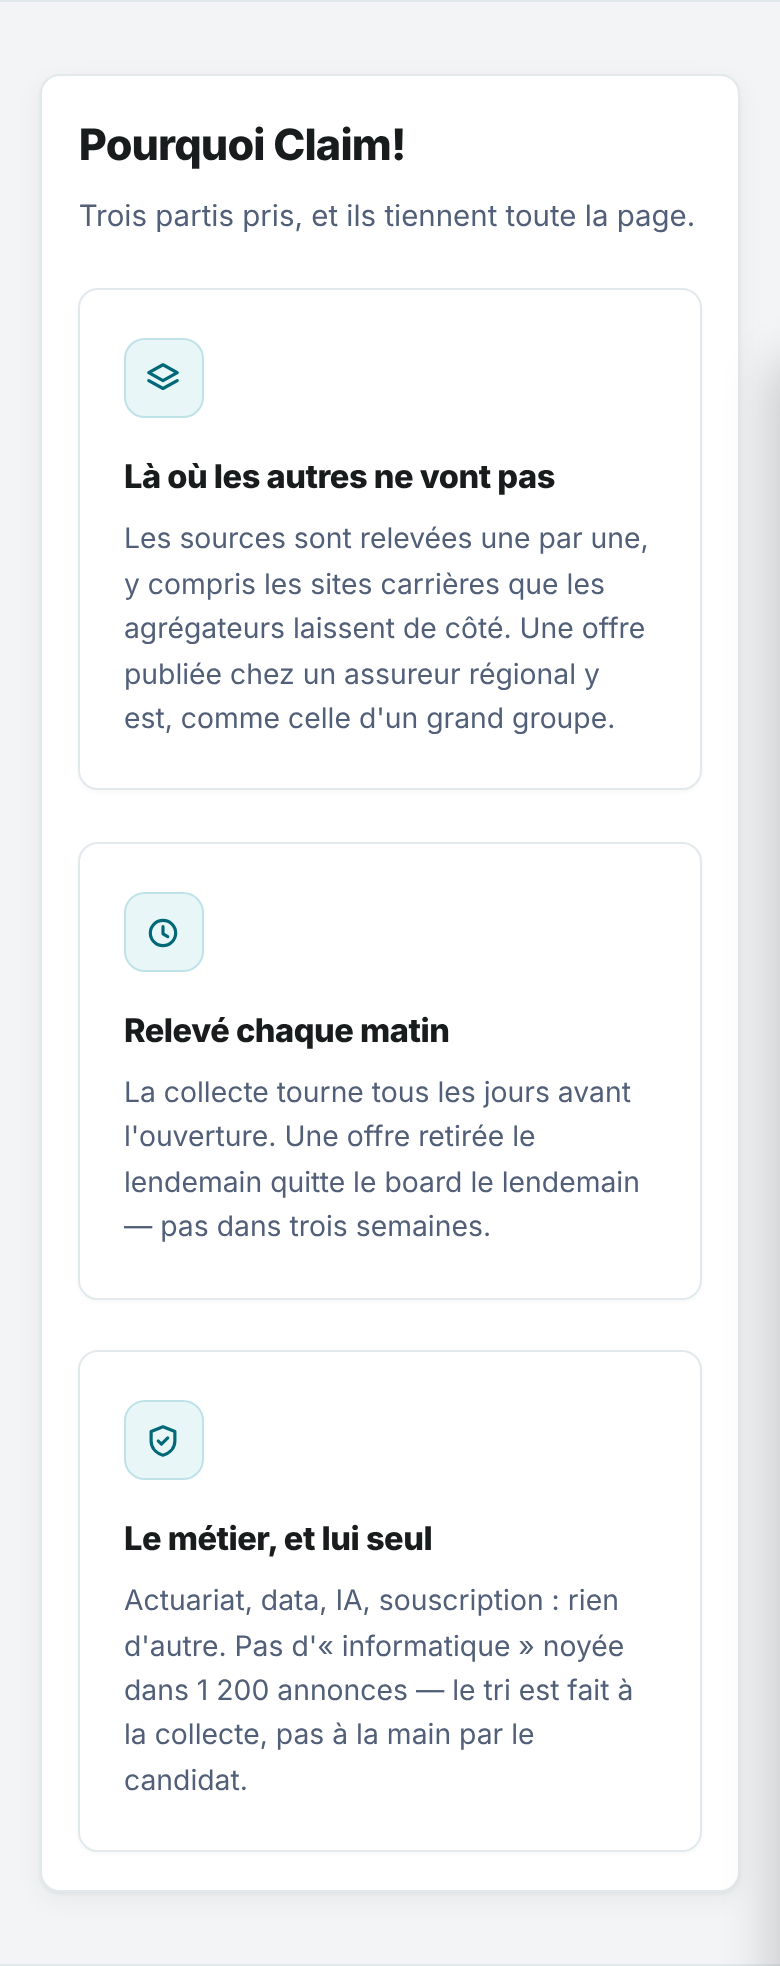 Pourquoi Claim!
Trois partis pris, et ils tiennent toute la page.
Là où les autres ne vont pas
Les sources sont relevées une par une,
y compris les sites carrières que les
agrégateurs laissent de côté. Une offre
publiée chez un assureur régional y
est, comme celle d'un grand groupe.
Relevé chaque matin
La collecte tourne tous les jours avant
l'ouverture. Une offre retirée le
lendemain quitte le board le lendemain
— pas dans trois semaines.
Le métier, et lui seul
Actuariat, data, IA, souscription : rien
d'autre. Pas d'« informatique » noyée
dans 1 200 annonces — le tri est fait à
la collecte, pas à la main par le
candidat.